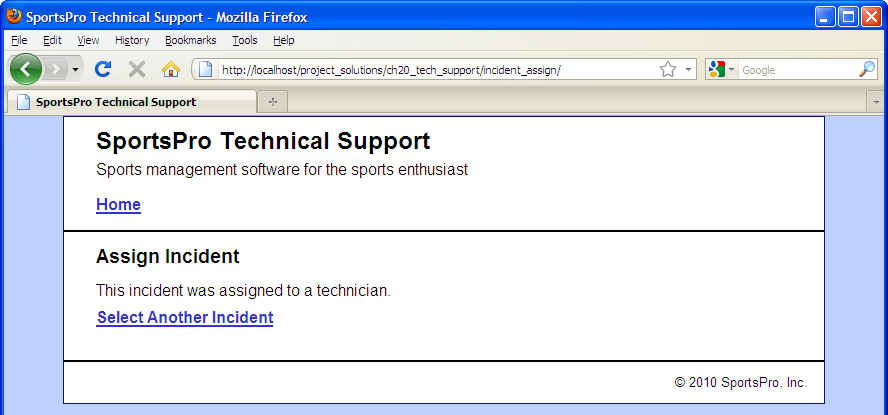 SportsPro Technical Support - Mozilla Firefox
File Edit View History Bookmarks Tools Help
http://localhost/project_solutions/ch20_tech_support/incident_assign/
Google
SportsPro Technical Support
SportsPro Technical Support
Sports management software for the sports enthusiast
Home
Assign Incident
This incident was assigned to a technician.
Select Another Incident
© 2010 SportsPro, Inc.